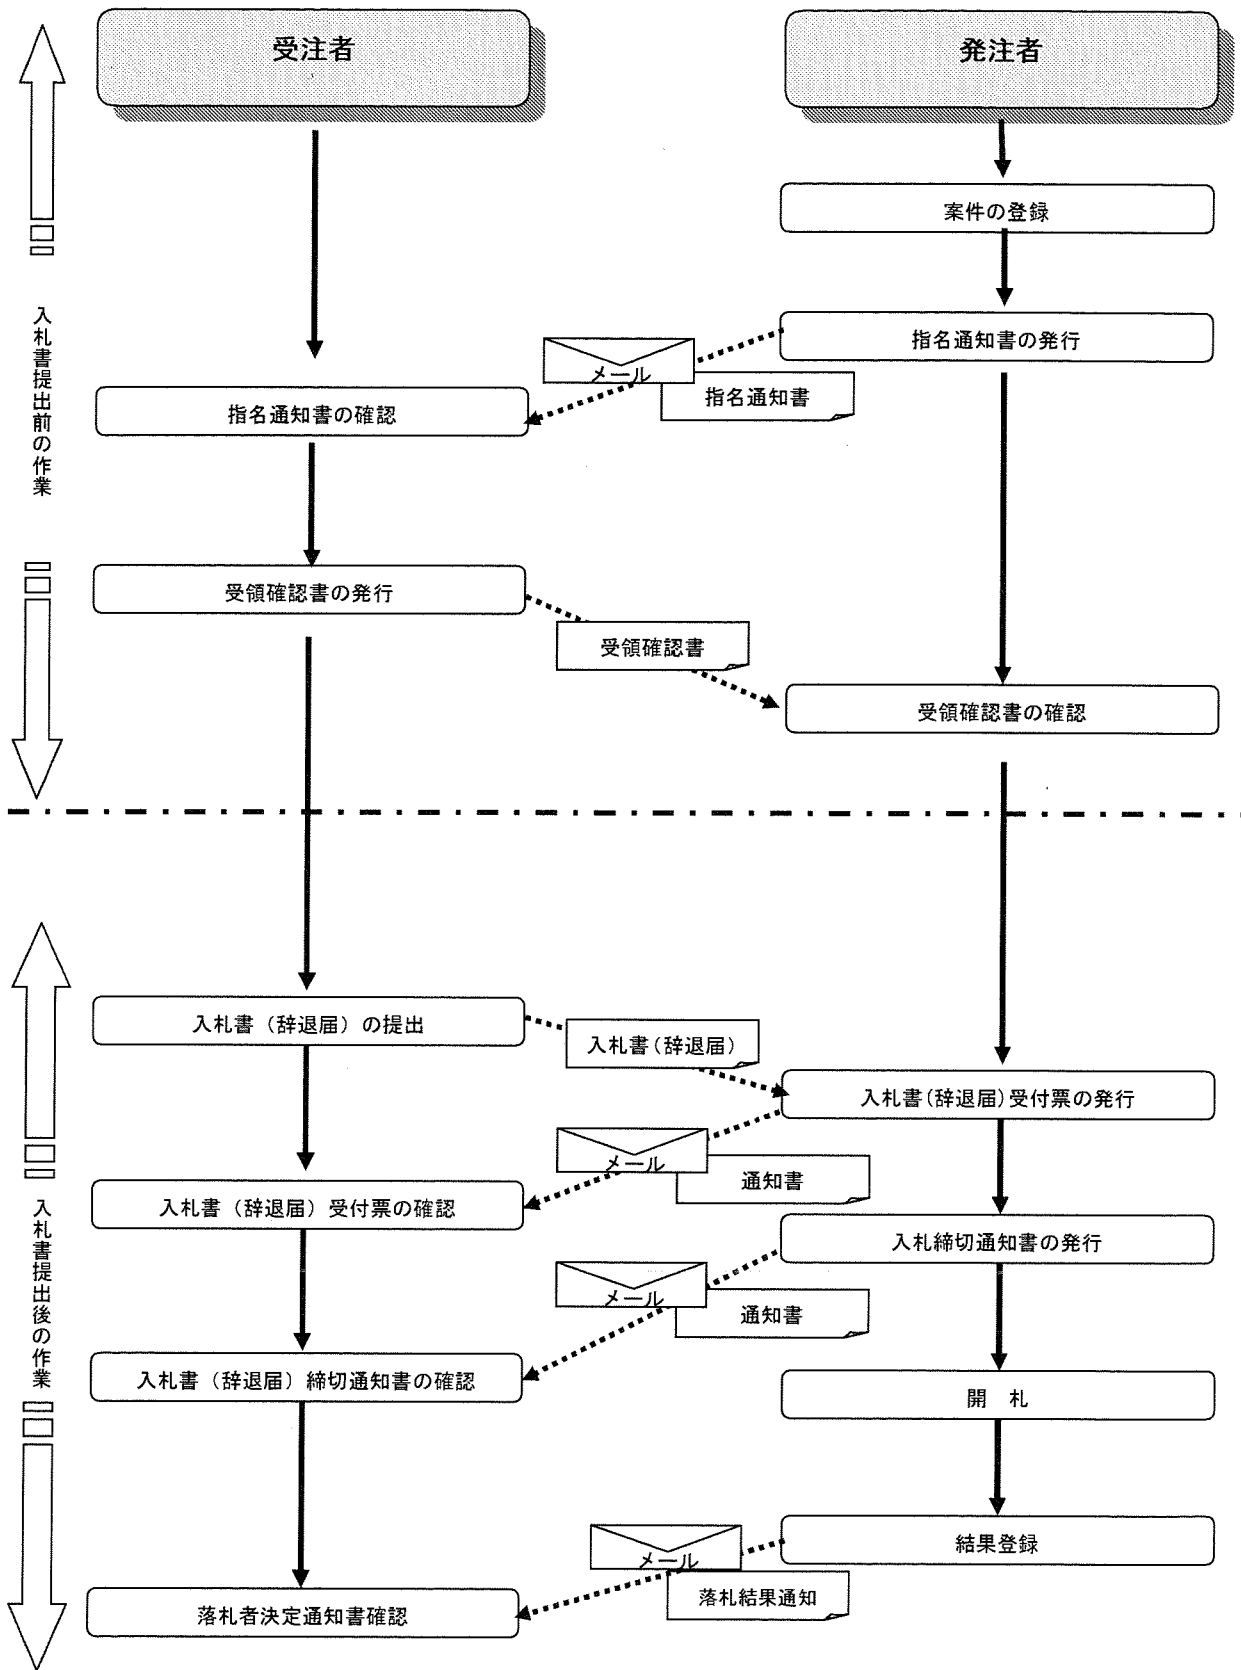 受注者
発注者
案件の登録
指名通知書の発行
メール
指名通知書
指名通知書の確認
入札書提出前の作業
受領確認書の発行
受領確認書
受領確認書の確認
入札書（辞退届）の提出
入札書（辞退届）
入札書（辞退届）受付票の発行
メール
通知書
入札書（辞退届）受付票の確認
入札締切通知書の発行
メール
通知書
入札書提出後の作業
入札書（辞退届）締切通知書の確認
開　札
結果登録
メール
落札結果通知
落札者決定通知書確認